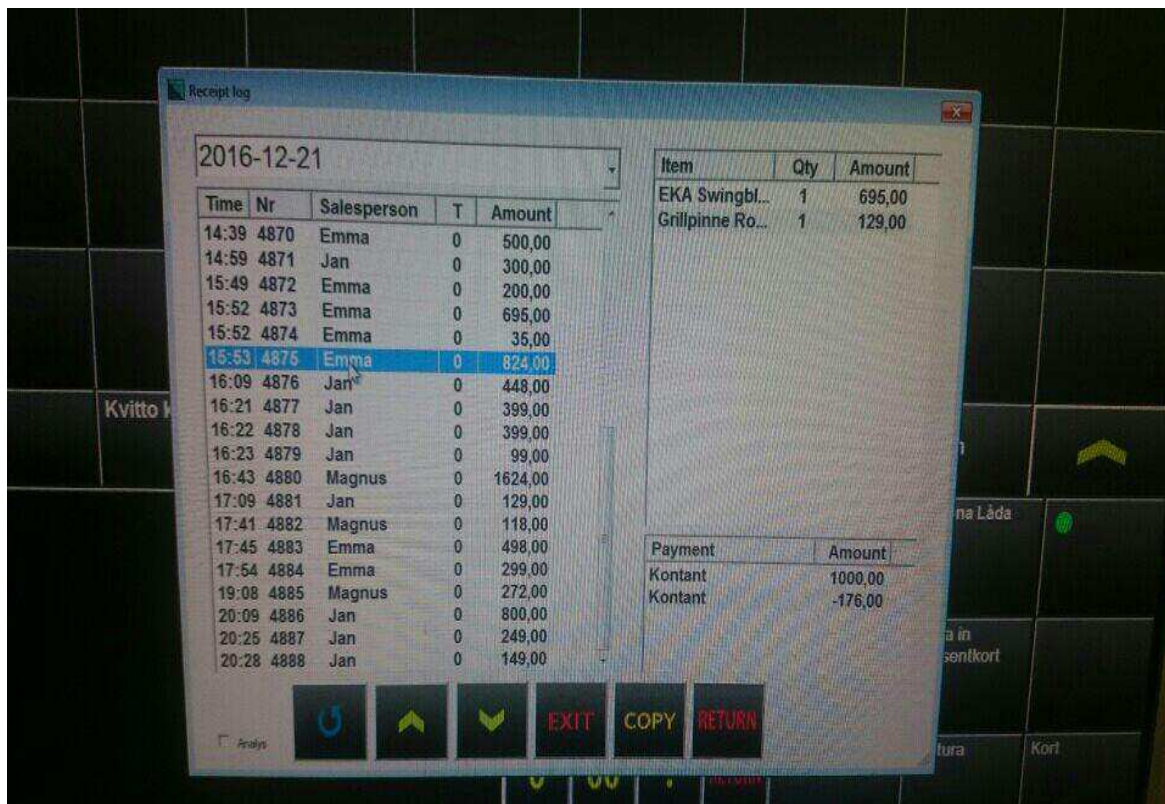 Receipt log
X
2016-12-21
Time Nr Salesperson T Amount
14:39 4870 Emma 0 500,00
14:59 4871 Jan 0 300,00
15:49 4872 Emma 0 200,00
15:52 4873 Emma 0 695,00
15:52 4874 Emma 0 35,00
15:53 4875 Emma 0 824,00
16:09 4876 Jan 0 448,00
16:21 4877 Jan 0 399,00
16:22 4878 Jan 0 399,00
16:23 4879 Jan 0 99,00
16:43 4880 Magnus 0 1624,00
17:09 4881 Jan 0 129,00
17:41 4882 Magnus 0 118,00
17:45 4883 Emma 0 498,00
17:54 4884 Emma 0 299,00
19:08 4885 Magnus 0 272,00
20:09 4886 Jan 0 800,00
20:25 4887 Jan 0 249,00
20:28 4888 Jan 0 149,00
Item Qty Amount
EKA Swingbl... 1 695,00
Grillpinne Ro... 1 129,00
Payment Amount
Kontant 1000,00
Kontant -176,00
Analys
EXIT COPY RETURN
Kvitto
na Låda
in
sentkort
tura
Kort
RETURN